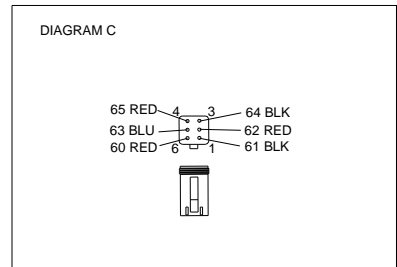 DIAGRAM C
65 RED 4 3 64 BLK
63 BLU 62 RED
60 RED 6 1 61 BLK